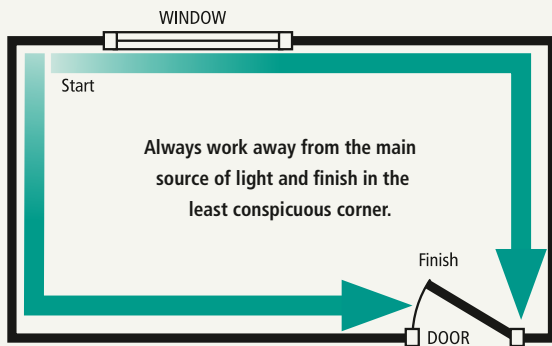 WINDOW
Start
Always work away from the main
source of light and finish in the
least conspicuous corner.
Finish
DOOR